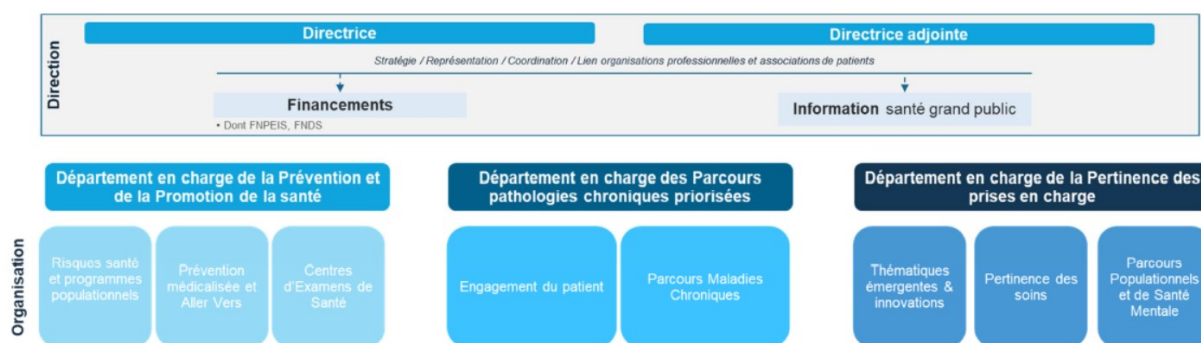 Direction
Directrice
Directrice adjointe
Stratégie / Représentation / Coordination / Lien organisations professionnelles et associations de patients
Financements
• Dont FNPEIS, FNDS
Information santé grand public
Organisation
Département en charge de la Prévention et
de la Promotion de la santé
Risques santé
et programmes
populationnels
Prévention
médicalisée et
Aller Vers
Centres
d'Examens de
Santé
Département en charge des Parcours
pathologies chroniques priorisées
Engagement du patient
Parcours Maladies
Chroniques
Département en charge de la Pertinence des
prises en charge
Thématiques
émergentes &
innovations
Pertinence des
soins
Parcours
Populationnels
et de Santé
Mentale